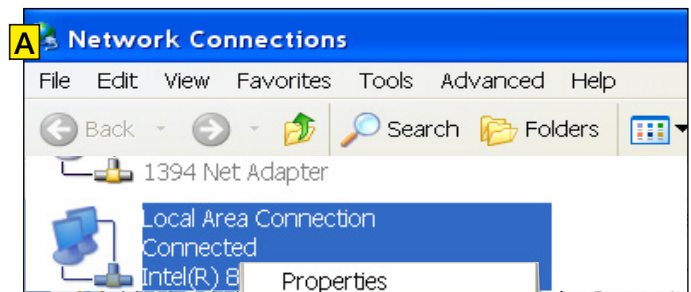 A
Network Connections
File Edit View Favorites Tools Advanced Help
Back Search Folders
1394 Net Adapter
Local Area Connection
Connected
Intel(R) 8
Properties